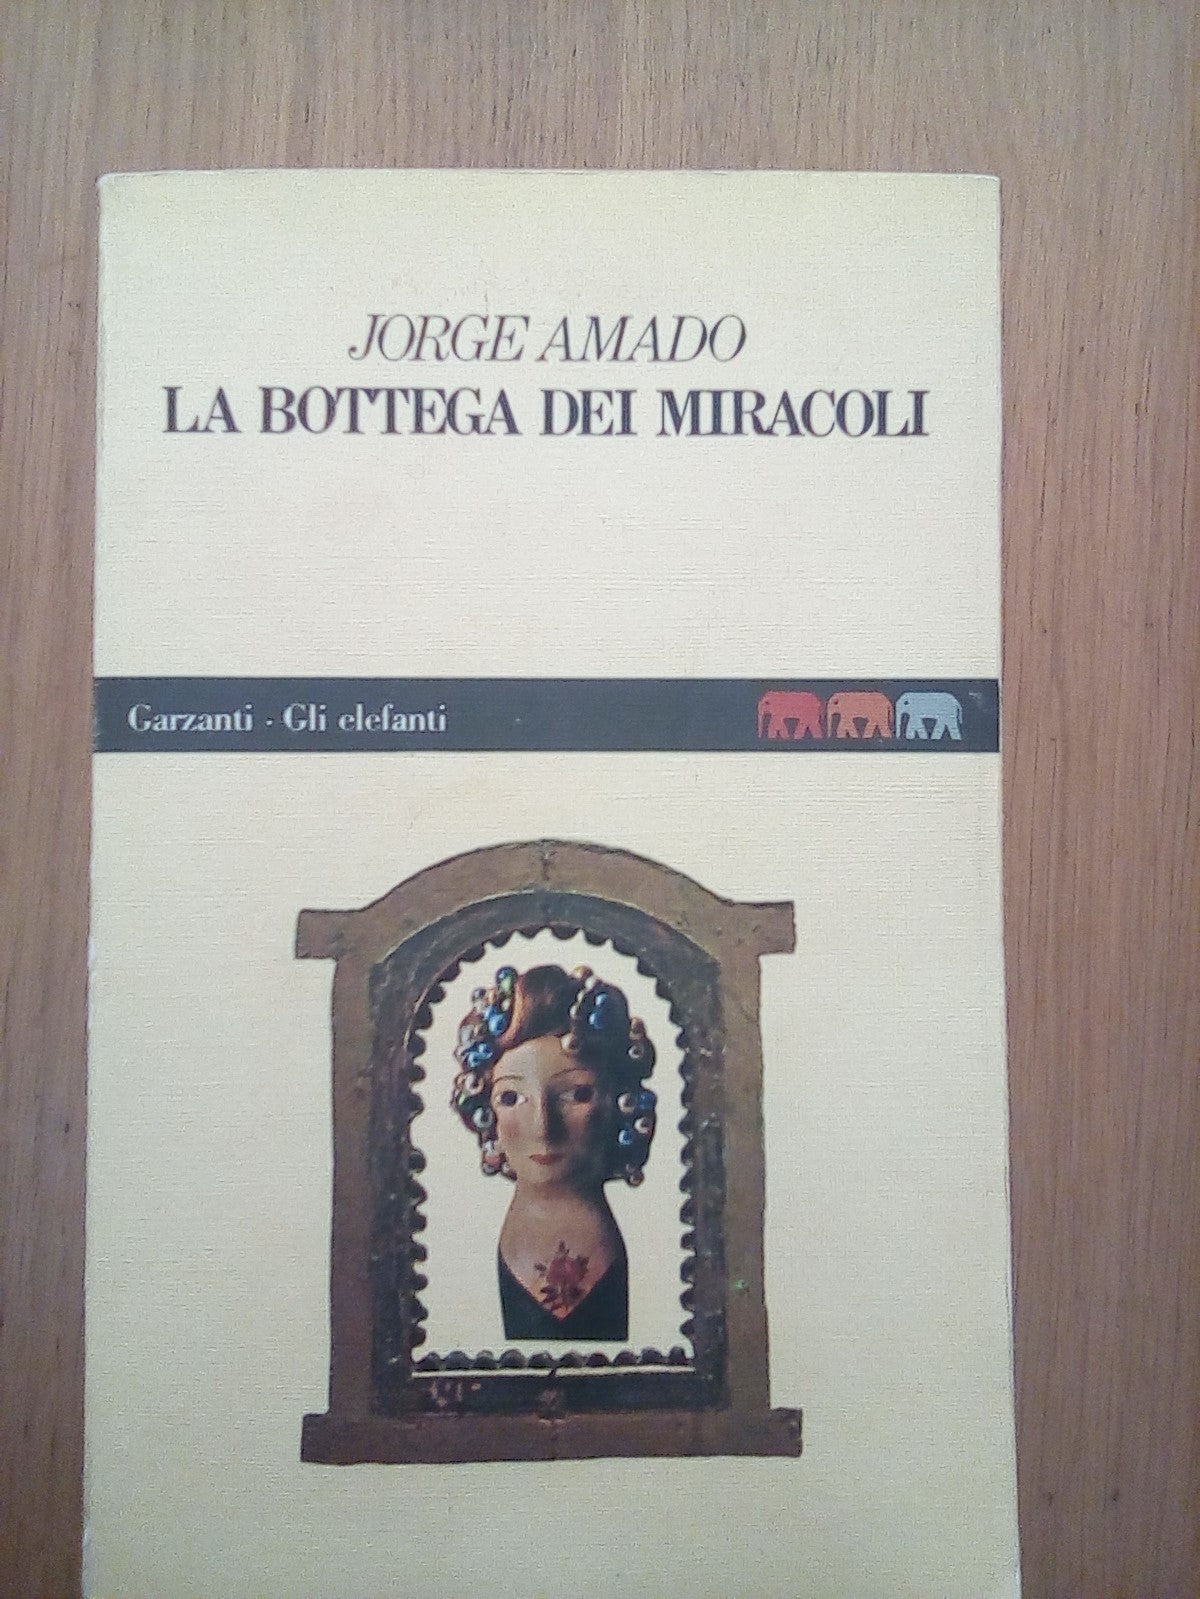 JORGE AMADO
LA BOTTEGA DEI MIRACOLI
Garzanti · Gli elefanti